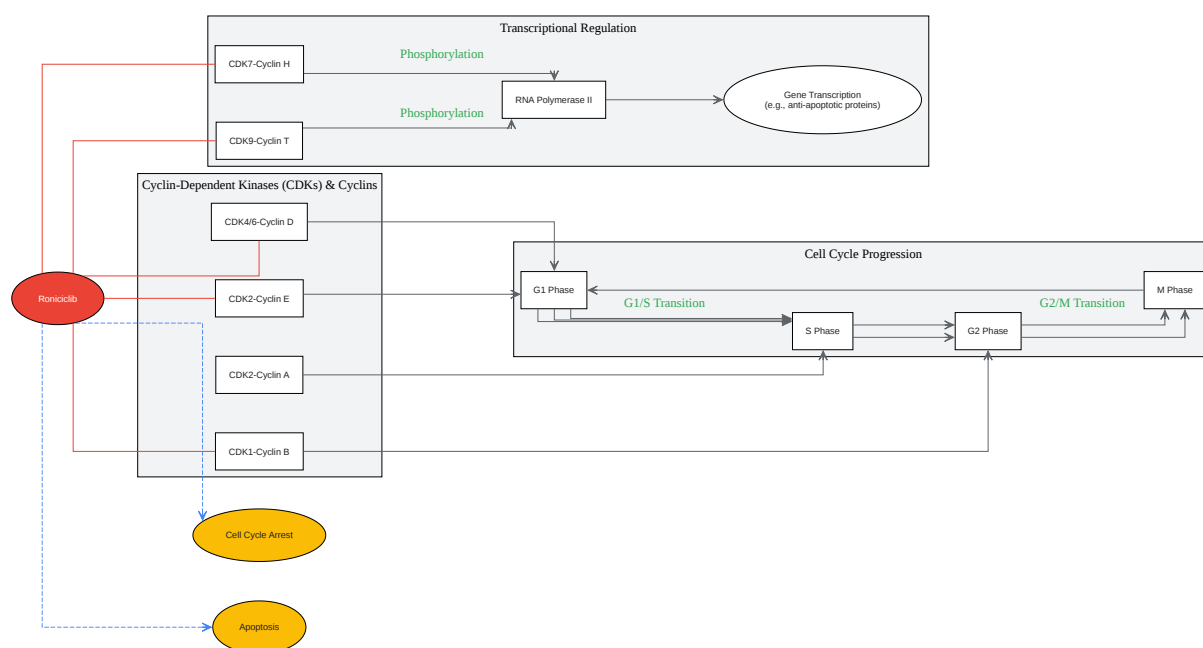 Transcriptional Regulation
CDK7-Cyclin H
Phosphorylation
RNA Polymerase II
Gene Transcription
(e.g., anti-apoptotic proteins)
Phosphorylation
CDK9-Cyclin T
Cyclin-Dependent Kinases (CDKs) & Cyclins
CDK4/6-Cyclin D
Cell Cycle Progression
Roniciclib
CDK2-Cyclin E
G1 Phase
G1/S Transition
G2/M Transition
M Phase
S Phase
G2 Phase
CDK2-Cyclin A
CDK1-Cyclin B
Cell Cycle Arrest
Apoptosis